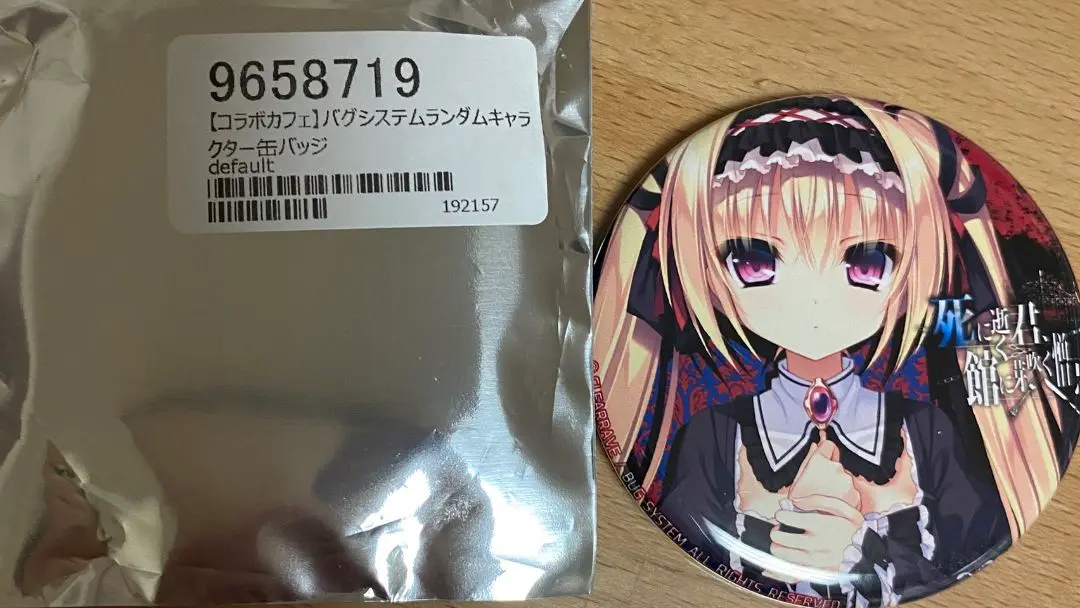 9658719
【コラボカフェ】バグシステムランダムキャラ
クター缶バッジ
default
192157
死に逝く君、
館に芽吹く憎
© CLEARRAVE / BUG SYSTEM ALL RIGHTS RESERVED